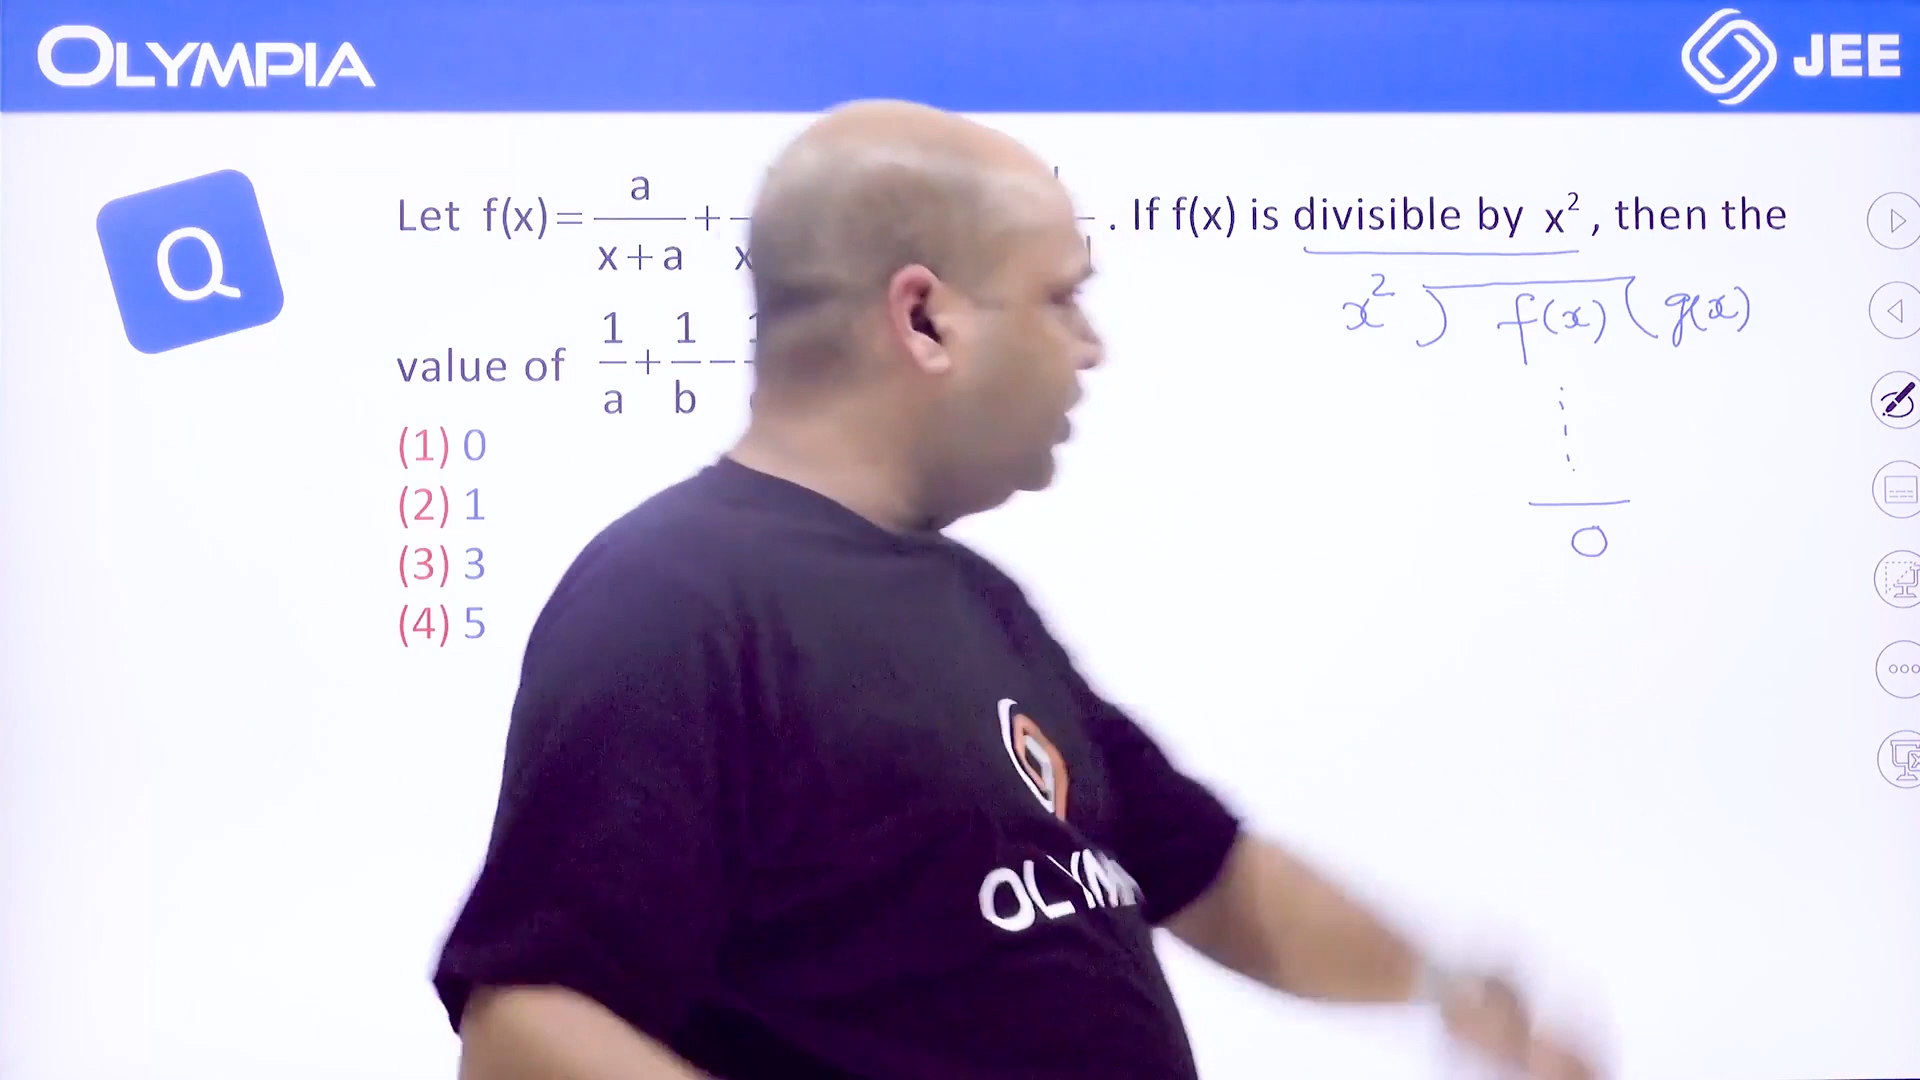 OLYMPIA
JEE
Q
Let f(x) = a/(x+a) + . If f(x) is divisible by x², then the
x² ) f(x) ( g(x)
value of 1/a + 1/b −
0
(1) 0
(2) 1
(3) 3
(4) 5
OLYM